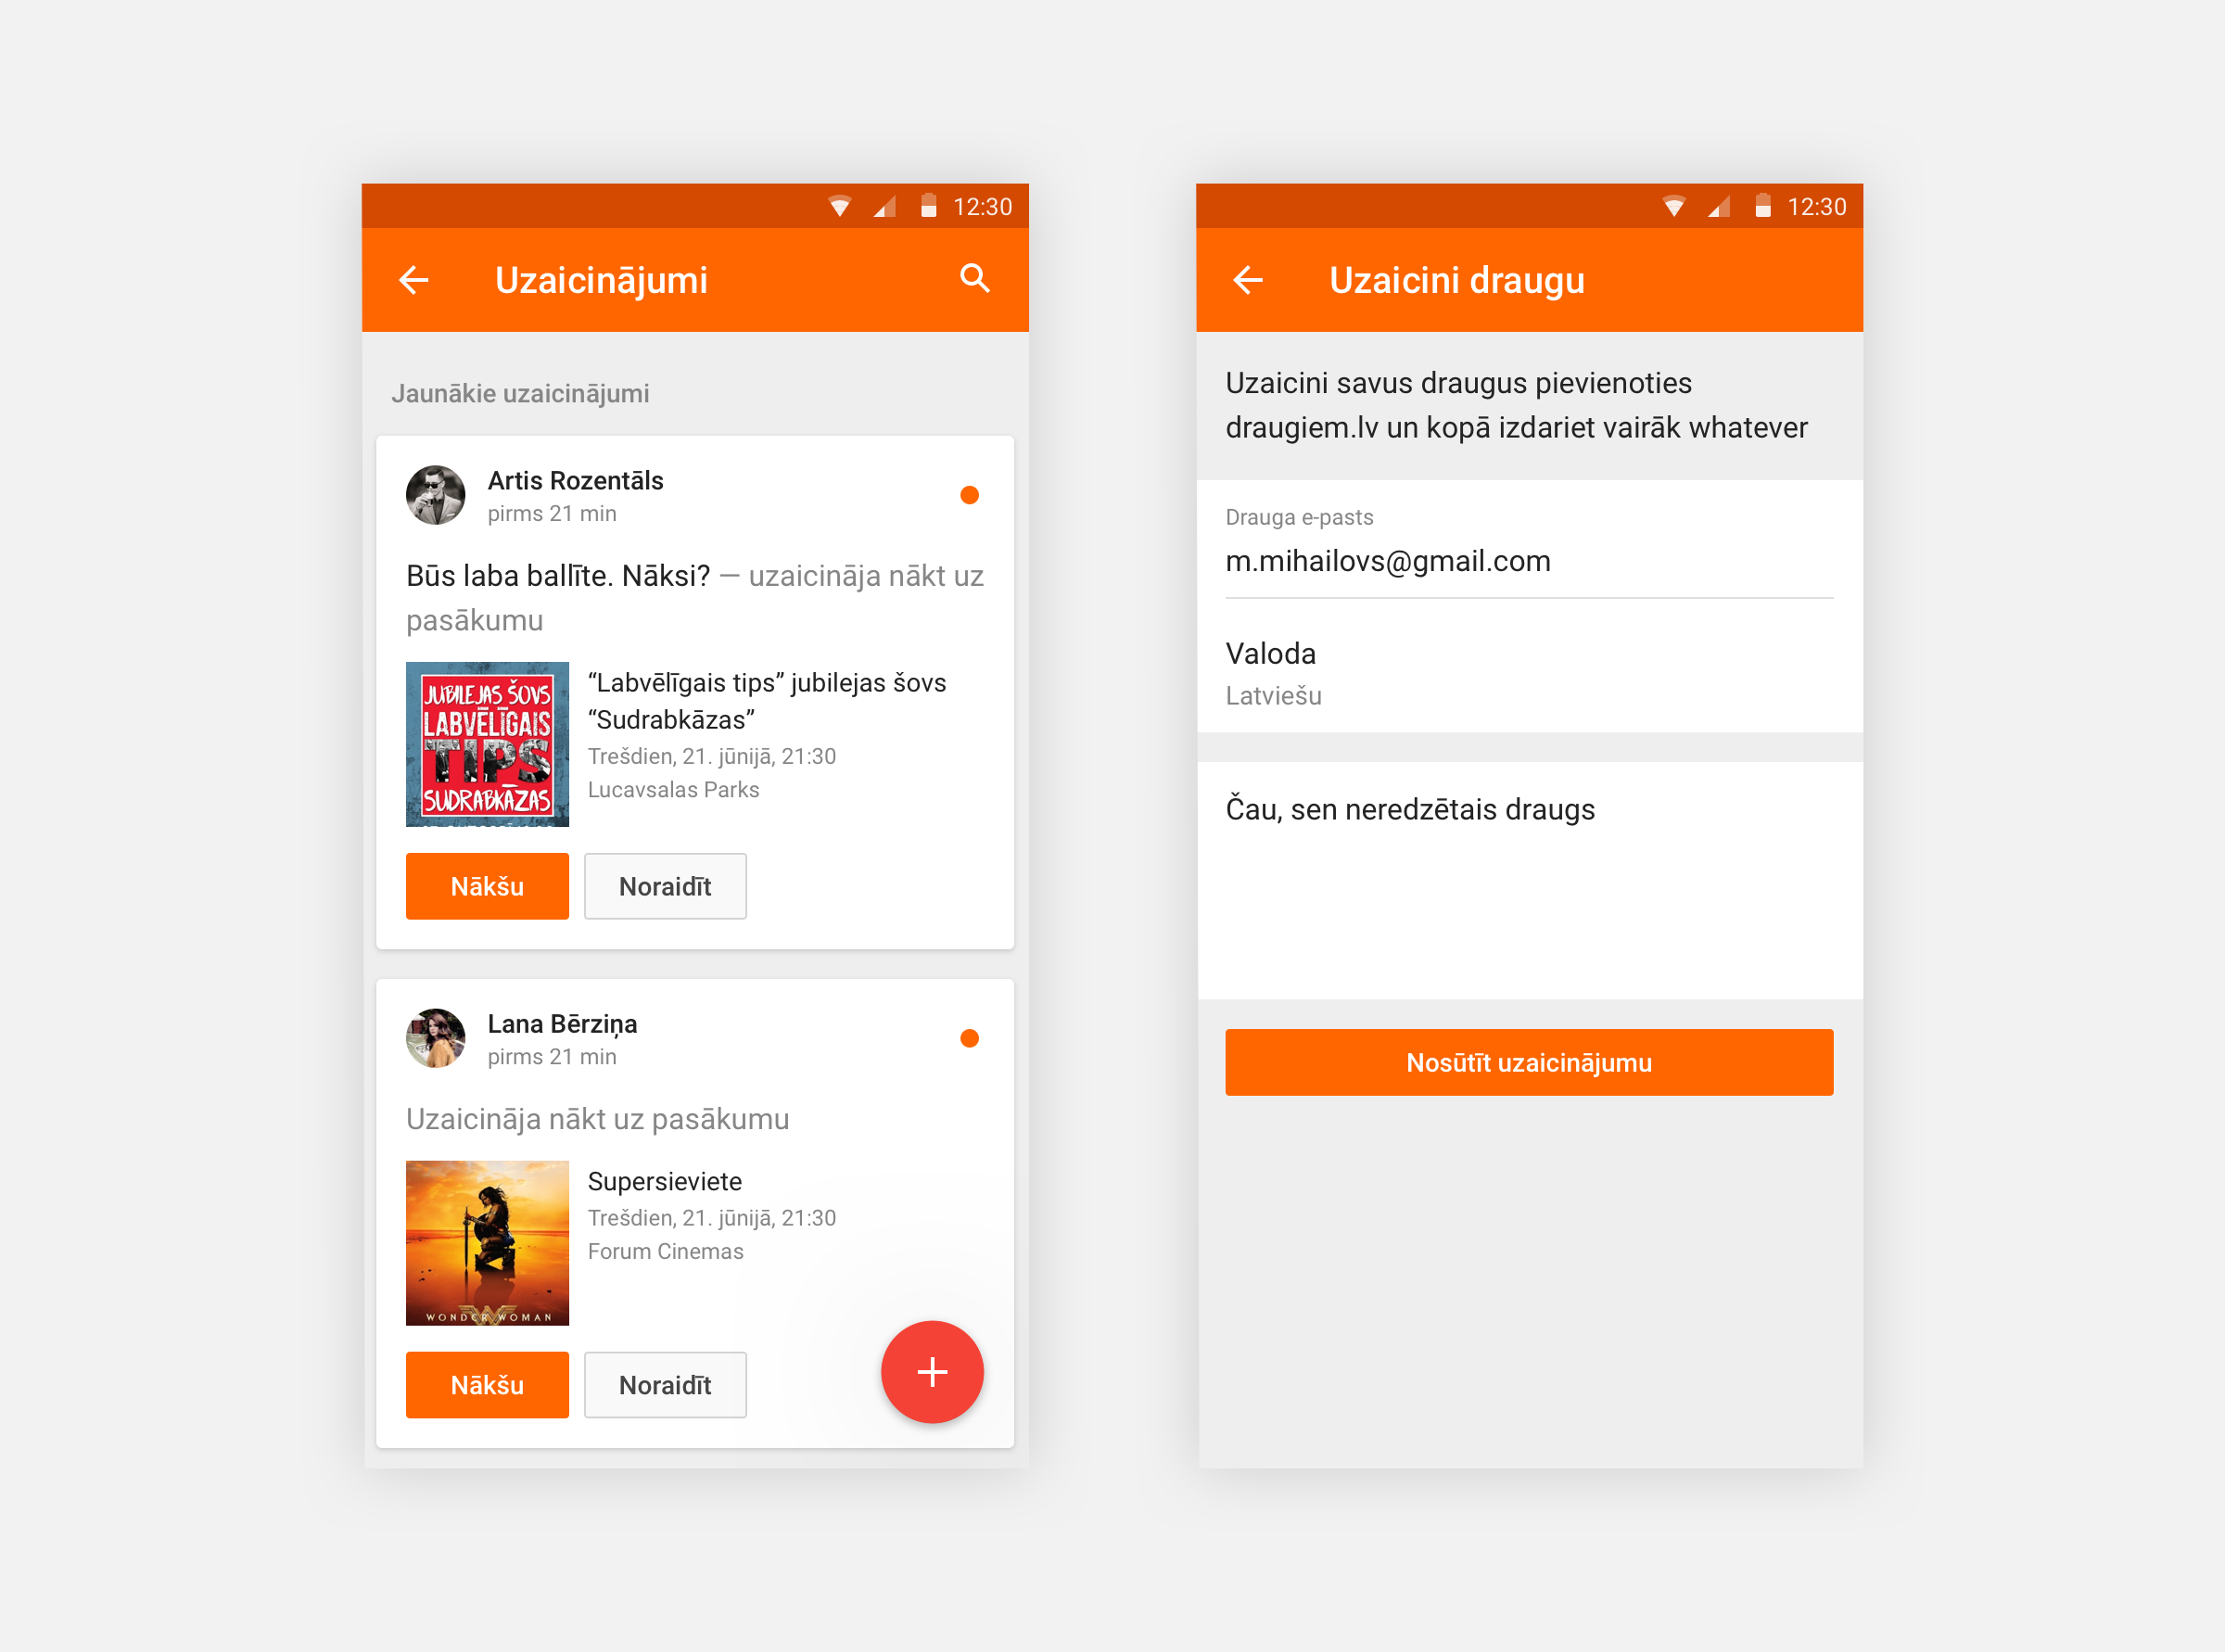 12:30
Uzaicinājumi
Jaunākie uzaicinājumi
Artis Rozentāls
pirms 21 min
Būs laba ballīte. Nāksi? — uzaicināja nākt uz
pasākumu
JUBILEJAS ŠOVS
LABVĒLĪGAIS
TIPS
SUDRABKĀZAS
“Labvēlīgais tips” jubilejas šovs
“Sudrabkāzas”
Trešdien, 21. jūnijā, 21:30
Lucavsalas Parks
Nākšu
Noraidīt
Lana Bērziņa
pirms 21 min
Uzaicināja nākt uz pasākumu
WONDER WOMAN
Supersieviete
Trešdien, 21. jūnijā, 21:30
Forum Cinemas
Nākšu
Noraidīt
12:30
Uzaicini draugu
Uzaicini savus draugus pievienoties
draugiem.lv un kopā izdariet vairāk whatever
Drauga e-pasts
m.mihailovs@gmail.com
Valoda
Latviešu
Čau, sen neredzētais draugs
Nosūtīt uzaicinājumu